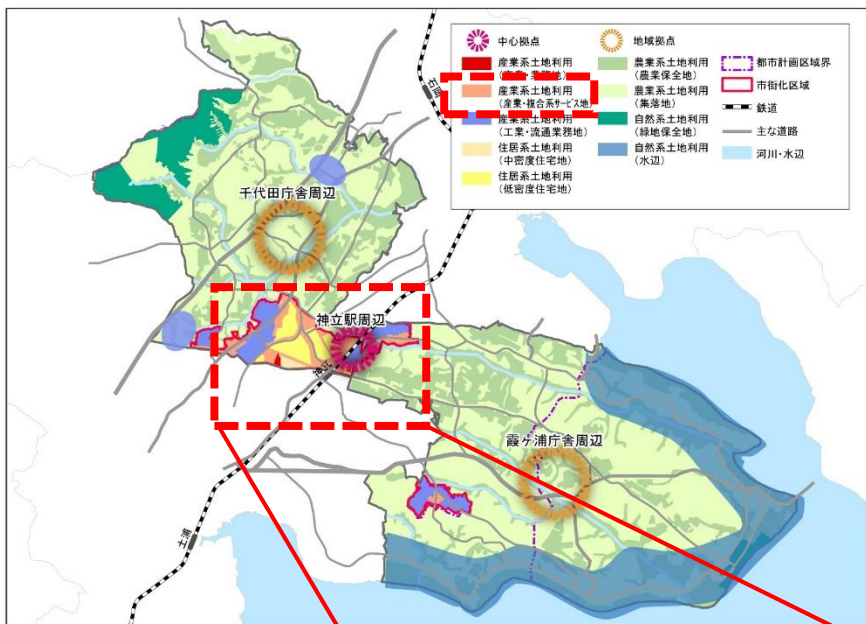 中心拠点
産業系土地利用
産業系土地利用
(産業・複合系サービス地)
産業系土地利用
(工業・流通業務地)
住居系土地利用
(中密度住宅地)
住居系土地利用
(低密度住宅地)
地域拠点
農業系土地利用
(農業保全地)
農業系土地利用
(集落地)
自然系土地利用
(緑地保全地)
自然系土地利用
(水辺)
都市計画区域界
市街化区域
鉄道
主な道路
河川・水辺
石岡
千代田庁舎周辺
神立駅周辺
神立
霞ヶ浦庁舎周辺
土浦